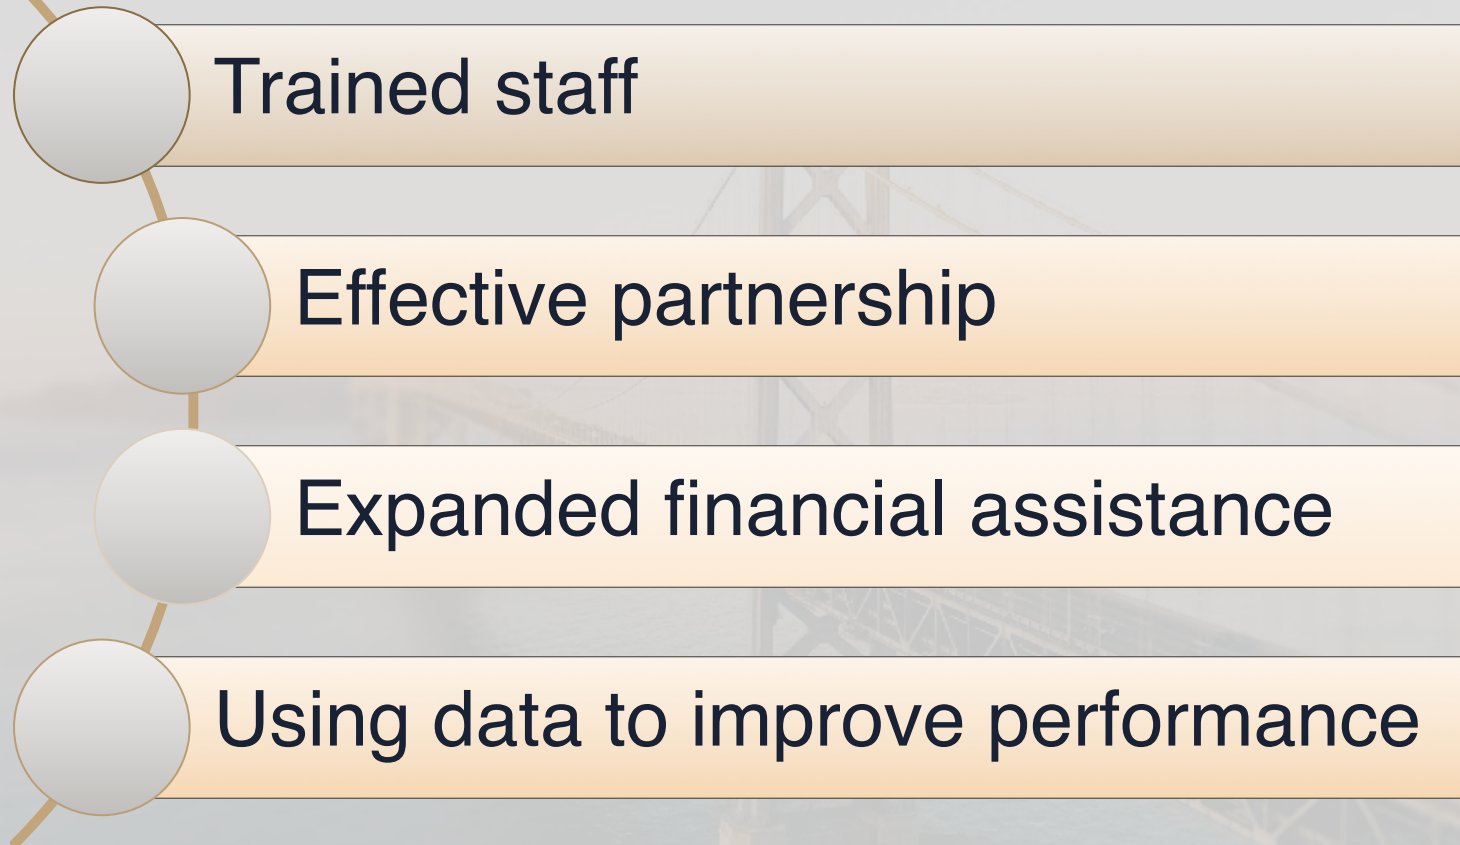 Trained staff
Effective partnership
Expanded financial assistance
Using data to improve performance